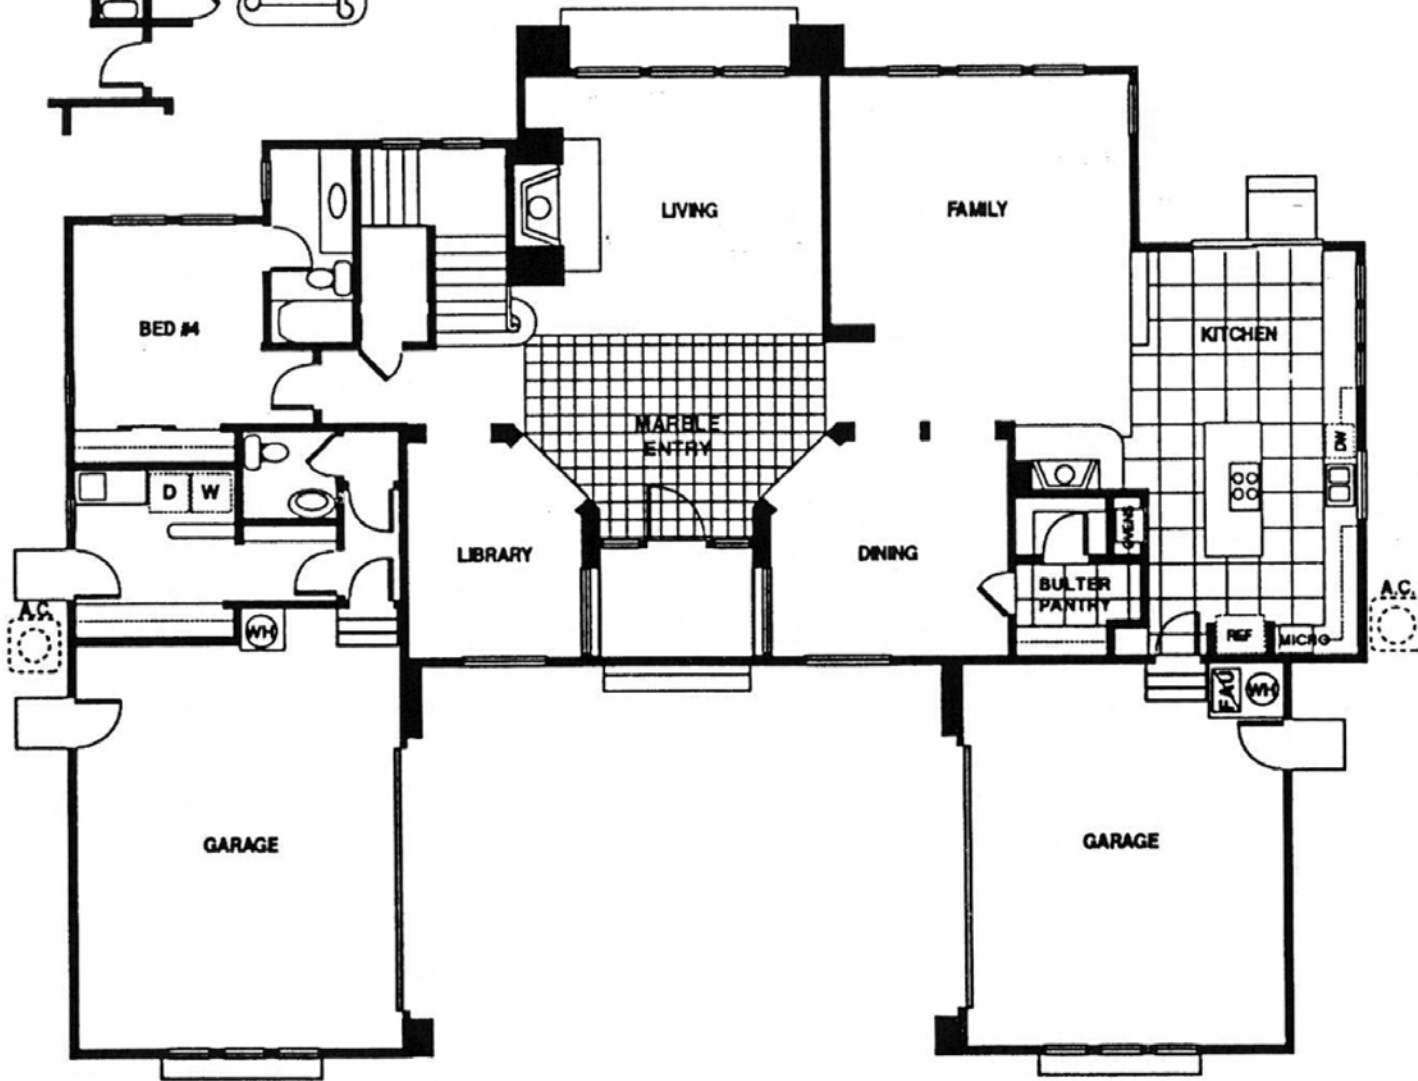 LIVING
FAMILY
BED #4
KITCHEN
MARBLE
ENTRY
DW
D
W
OVENS
LIBRARY
DINING
BULTER
PANTRY
A.C.
A.C.
WH
REF
MICRO
FAU
WH
GARAGE
GARAGE